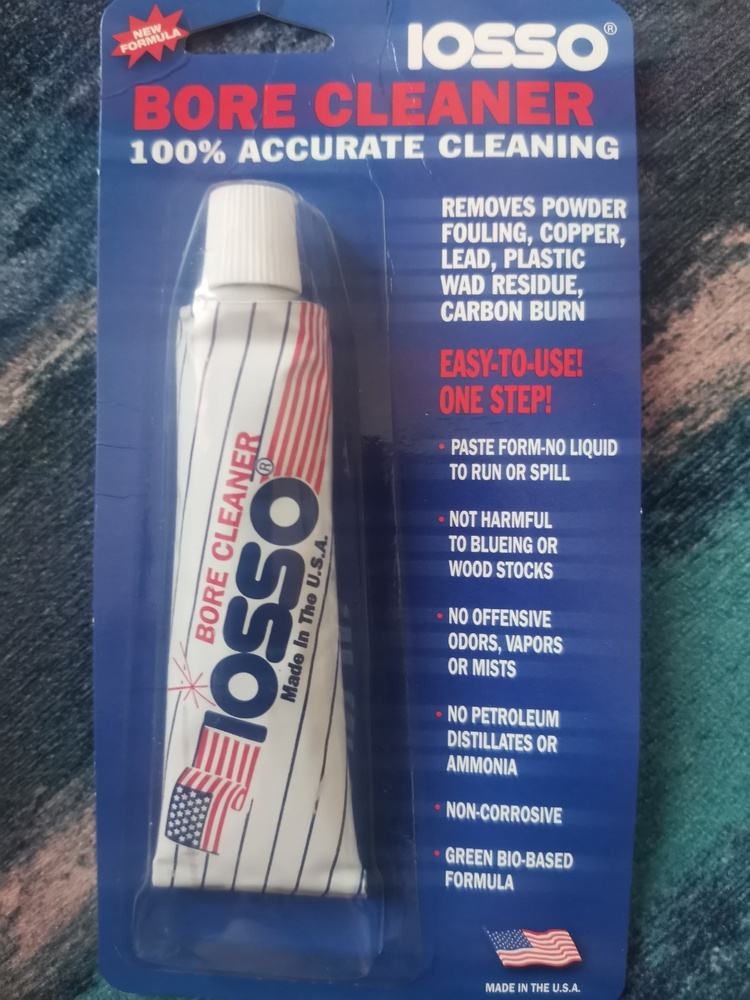 NEW
FORMULA
IOSSO®
BORE CLEANER
100% ACCURATE CLEANING
REMOVES POWDER
FOULING, COPPER,
LEAD, PLASTIC
WAD RESIDUE,
CARBON BURN
EASY-TO-USE!
ONE STEP!
• PASTE FORM-NO LIQUID
TO RUN OR SPILL
• NOT HARMFUL
TO BLUEING OR
WOOD STOCKS
• NO OFFENSIVE
ODORS, VAPORS
OR MISTS
• NO PETROLEUM
DISTILLATES OR
AMMONIA
• NON-CORROSIVE
• GREEN BIO-BASED
FORMULA
MADE IN THE U.S.A.
BORE CLEANER
IOSSO®
Made In The U.S.A.